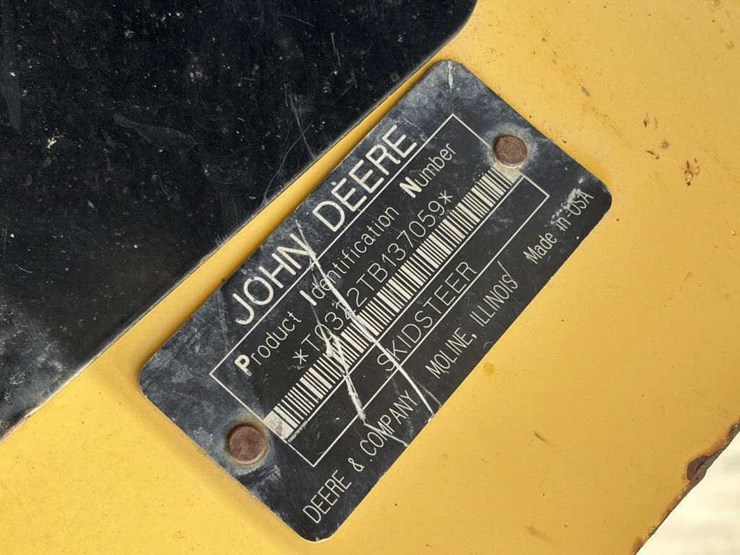 JOHN DEERE
Product Identification Number
*T0322TB137059*
SKIDSTEER
DEERE & COMPANY MOLINE, ILLINOIS Made in USA